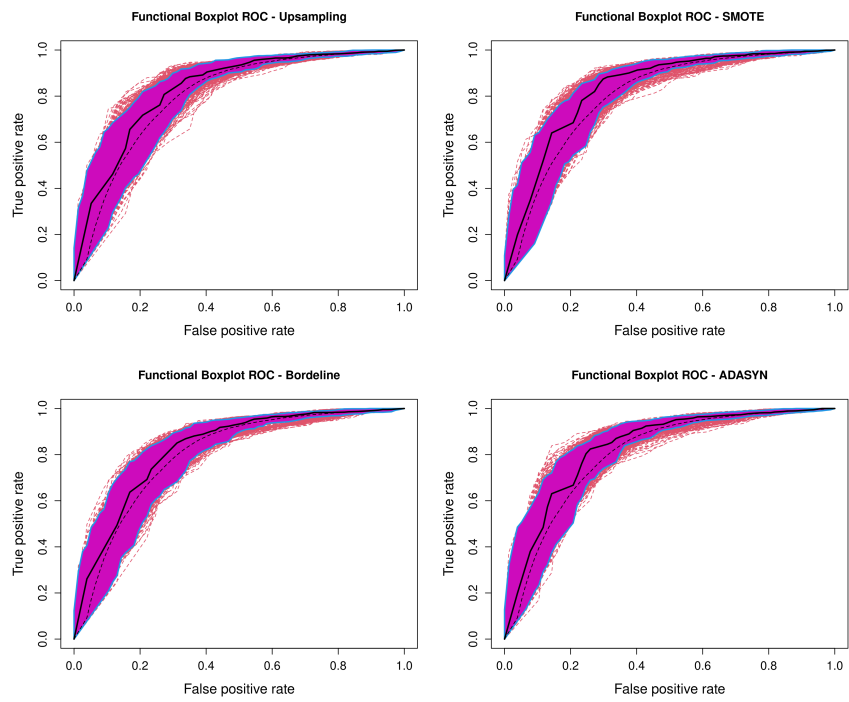 Functional Boxplot ROC - Upsampling
True positive rate
1.0
0.8
0.6
0.4
0.2
0.0
0.0 0.2 0.4 0.6 0.8 1.0
False positive rate
Functional Boxplot ROC - SMOTE
True positive rate
1.0
0.8
0.6
0.4
0.2
0.0
0.0 0.2 0.4 0.6 0.8 1.0
False positive rate
Functional Boxplot ROC - Bordeline
True positive rate
1.0
0.8
0.6
0.4
0.2
0.0
0.0 0.2 0.4 0.6 0.8 1.0
False positive rate
Functional Boxplot ROC - ADASYN
True positive rate
1.0
0.8
0.6
0.4
0.2
0.0
0.0 0.2 0.4 0.6 0.8 1.0
False positive rate